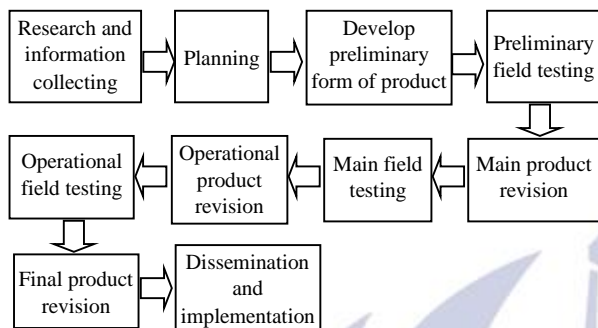 Research and
information
collecting
Planning
Develop
preliminary
form of product
Preliminary
field testing
Main product
revision
Main field
testing
Operational
product
revision
Operational
field testing
Final product
revision
Dissemination
and
implementation